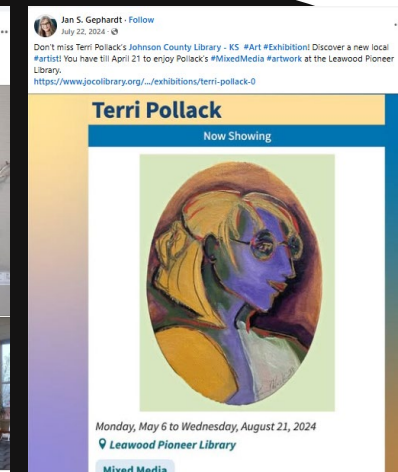 Jan S. Gephardt · Follow
July 22, 2024 ·
Don't miss Terri Pollack's Johnson County Library - KS #Art #Exhibition! Discover a new local
#artist! You have till April 21 to enjoy Pollack's #MixedMedia #artwork at the Leawood Pioneer
Library.
https://www.jocolibrary.org/.../exhibitions/terri-pollack-0
Terri Pollack
Now Showing
Monday, May 6 to Wednesday, August 21, 2024
Leawood Pioneer Library
Mixed Media